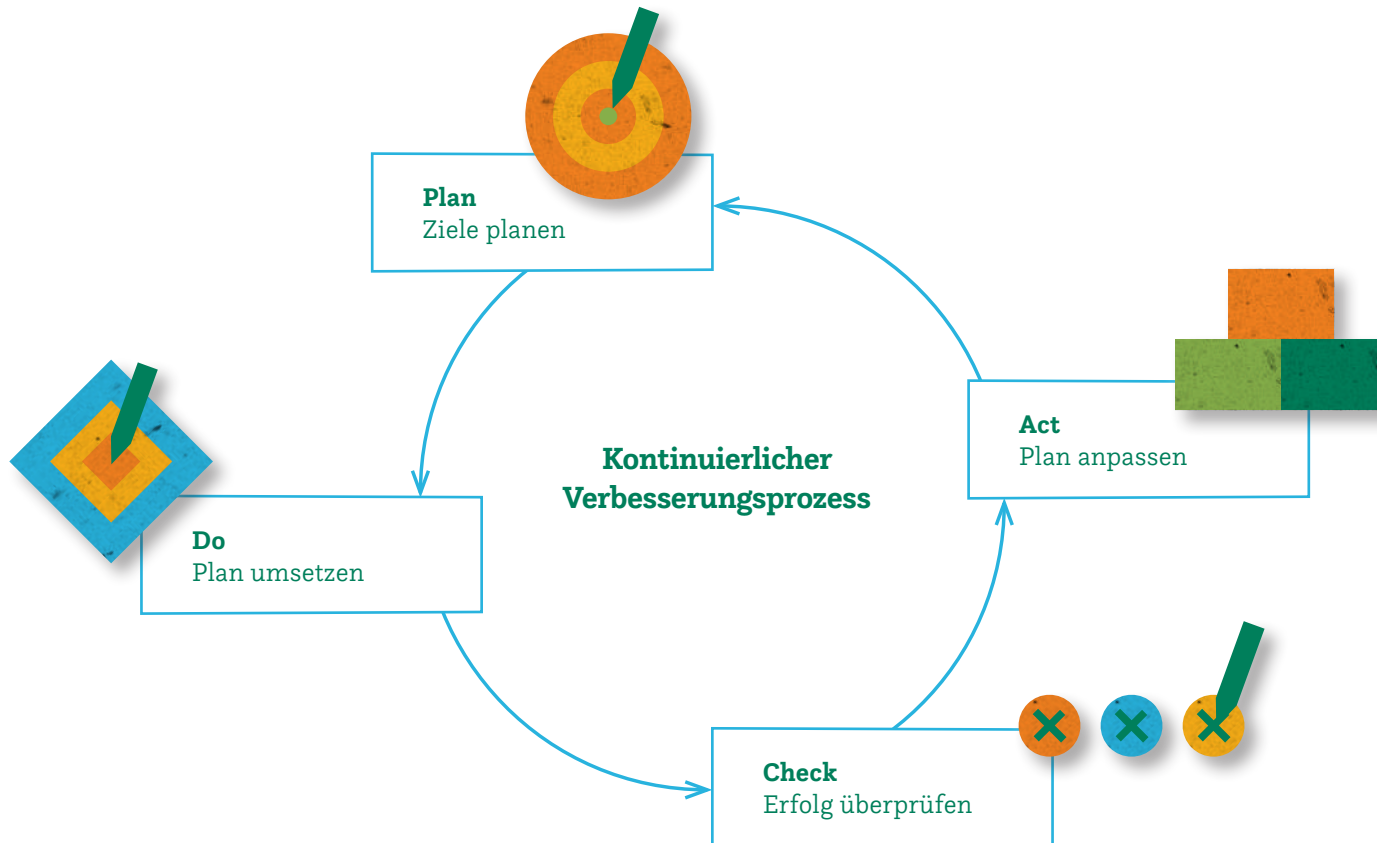 Plan
Ziele planen
Act
Plan anpassen
Kontinuierlicher
Verbesserungsprozess
Do
Plan umsetzen
Check
Erfolg überprüfen